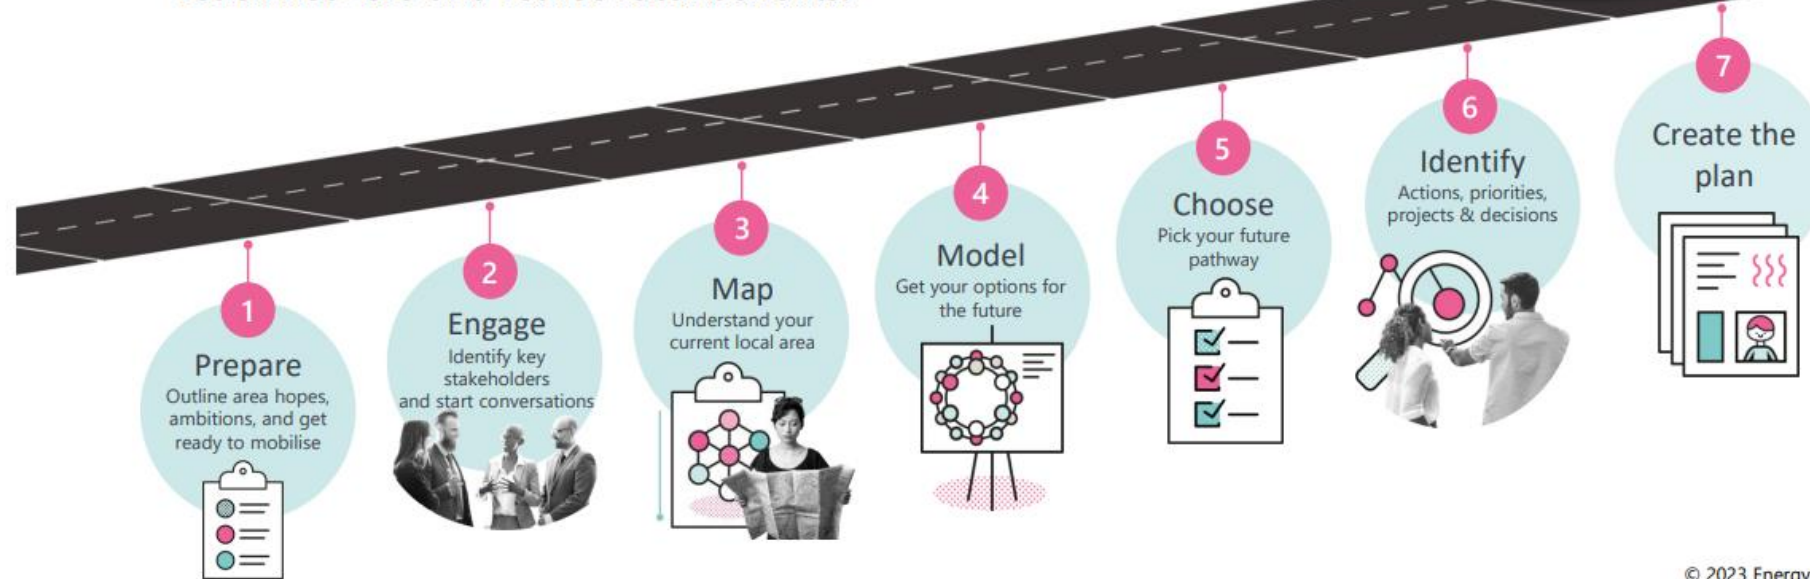 1
Prepare
Outline area hopes,
ambitions, and get
ready to mobilise
2
Engage
Identify key
stakeholders
and start conversations
3
Map
Understand your
current local area
4
Model
Get your options for
the future
5
Choose
Pick your future
pathway
6
Identify
Actions, priorities,
projects & decisions
7
Create the
plan
© 2023 Energy